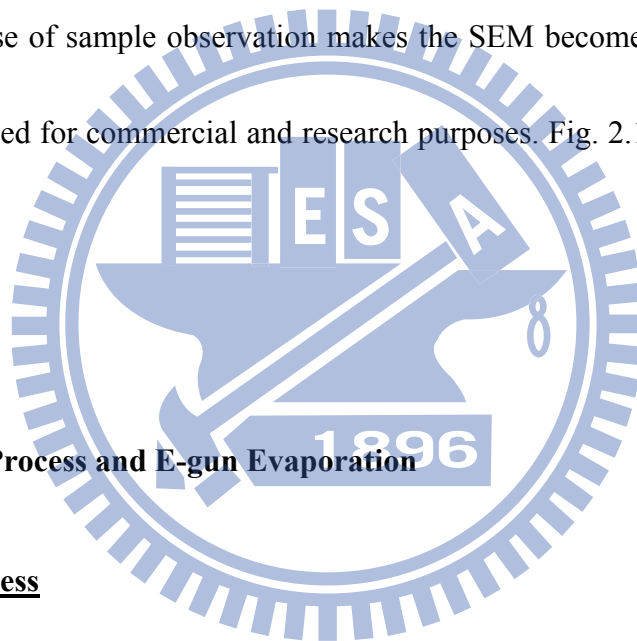 se of sample observation makes the SEM become
ed for commercial and research purposes. Fig. 2.1
E S A
1896
Process and E-gun Evaporation
ess